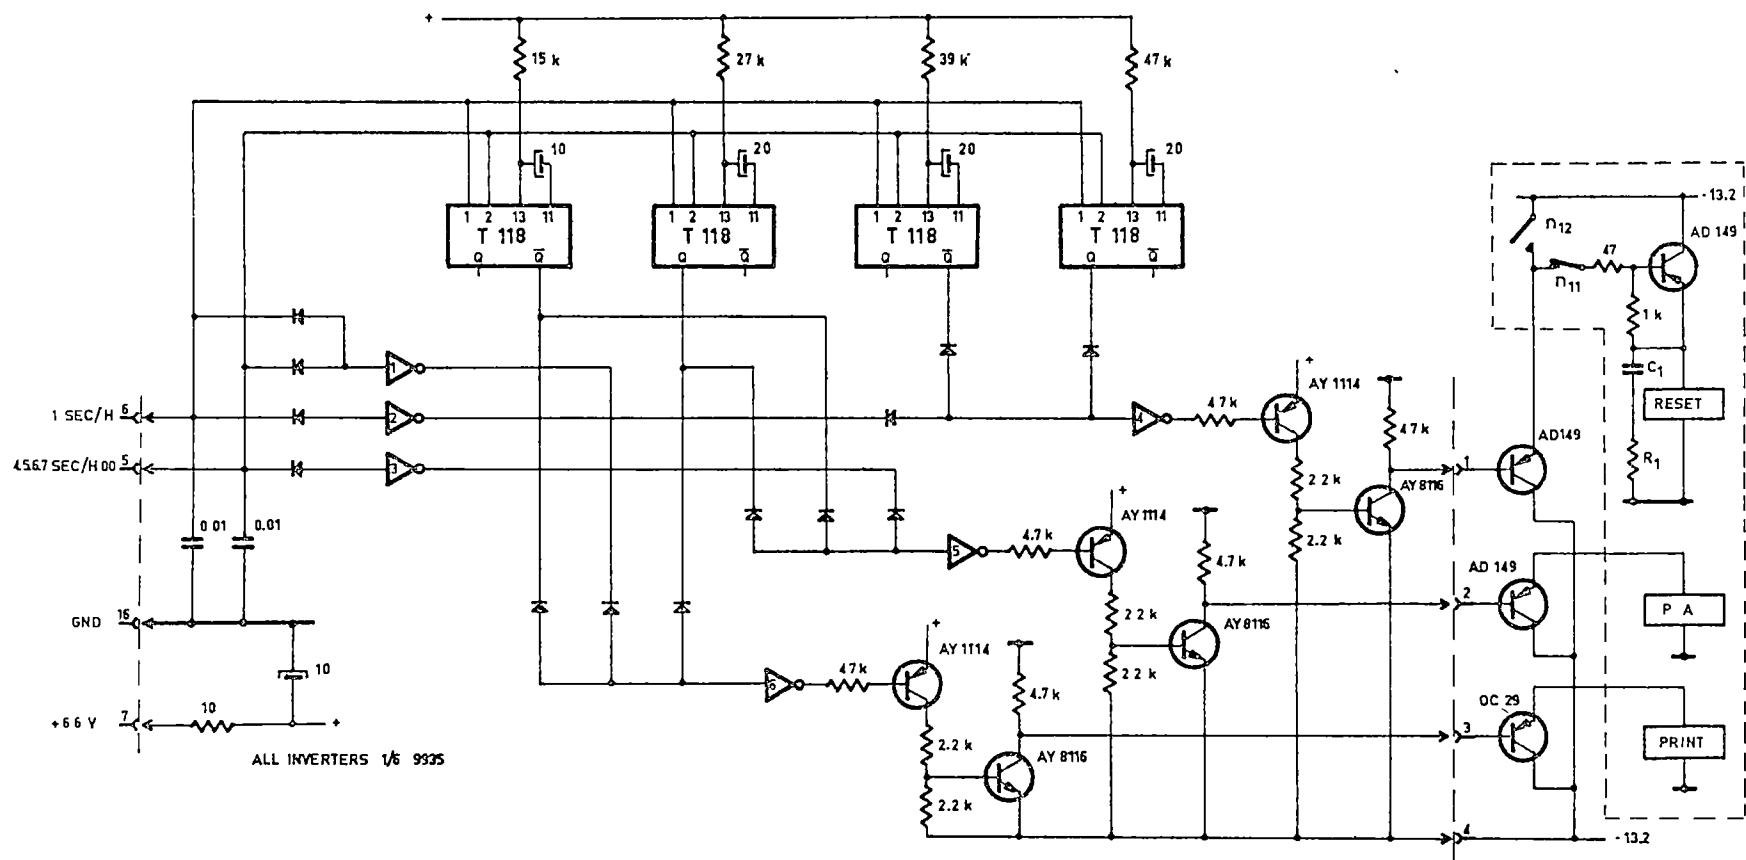 +
15 k
27 k
39 k
47 k
10
20
20
20
1 2 13 11
T 118
Q Q̅
1 2 13 11
T 118
Q Q̅
1 2 13 11
T 118
Q Q̅
1 2 13 11
T 118
Q Q̅
- 13.2
n12
AD 149
47
n11
1 k
C1
RESET
R1
1
2
3
4
5
6
1 SEC/H 6
4.5.6.7 SEC/H 00 5
0 01
0.01
GND 16
10
+ 6 6 V 7
10
+
ALL INVERTERS 1/6 9935
+
AY 1114
4.7 k
4.7 k
2 2 k
2.2 k
AY 8116
1
AD149
+
AY 1114
4.7 k
4.7 k
2 2 k
2 2 k
AY 8116
2
AD 149
P A
+
AY 1114
4.7 k
4.7 k
2.2 k
2.2 k
AY 8116
3
OC 29
PRINT
4
- 13.2